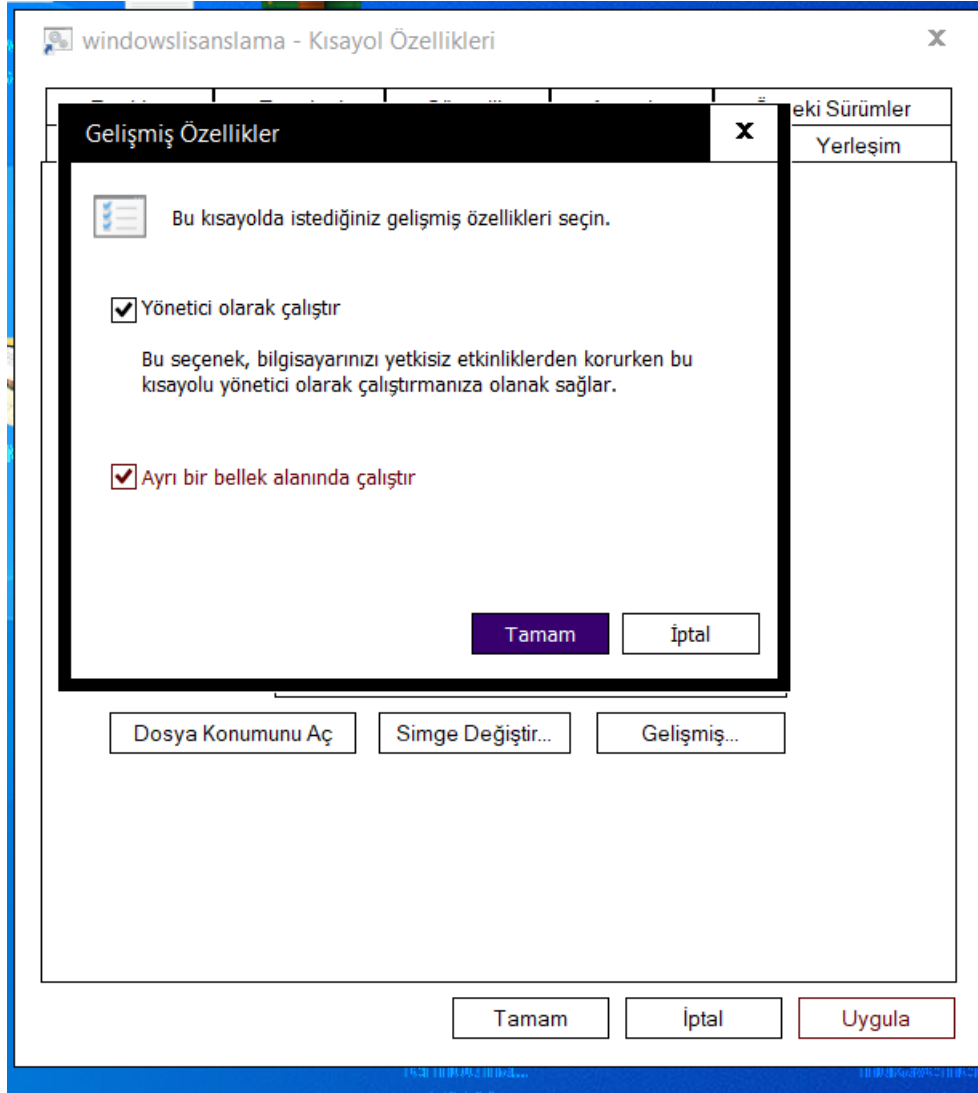 windowslisanslama - Kısayol Özellikleri
x
eki Sürümler
Yerleşim
Gelişmiş Özellikler
x
Bu kısayolda istediğiniz gelişmiş özellikleri seçin.
Yönetici olarak çalıştır
Bu seçenek, bilgisayarınızı yetkisiz etkinliklerden korurken bu
kısayolu yönetici olarak çalıştırmanıza olanak sağlar.
Ayrı bir bellek alanında çalıştır
Tamam
İptal
Dosya Konumunu Aç
Simge Değiştir...
Gelişmiş...
Tamam
İptal
Uygula